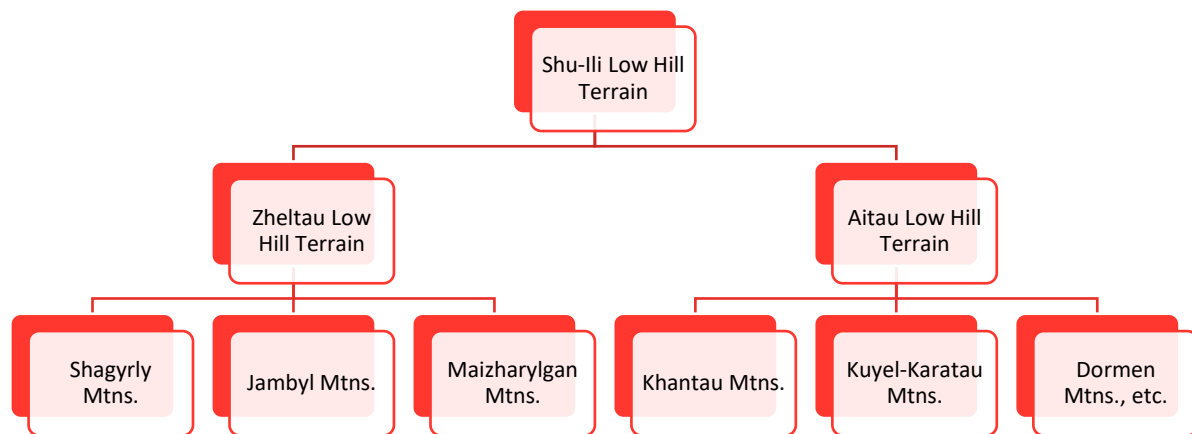 Shu-Ili Low Hill
Terrain
Zheltau Low
Hill Terrain
Aitau Low Hill
Terrain
Shagyrly
Mtns.
Jambyl Mtns.
Maizharylgan
Mtns.
Khantau Mtns.
Kuyel-Karatau
Mtns.
Dormen
Mtns., etc.